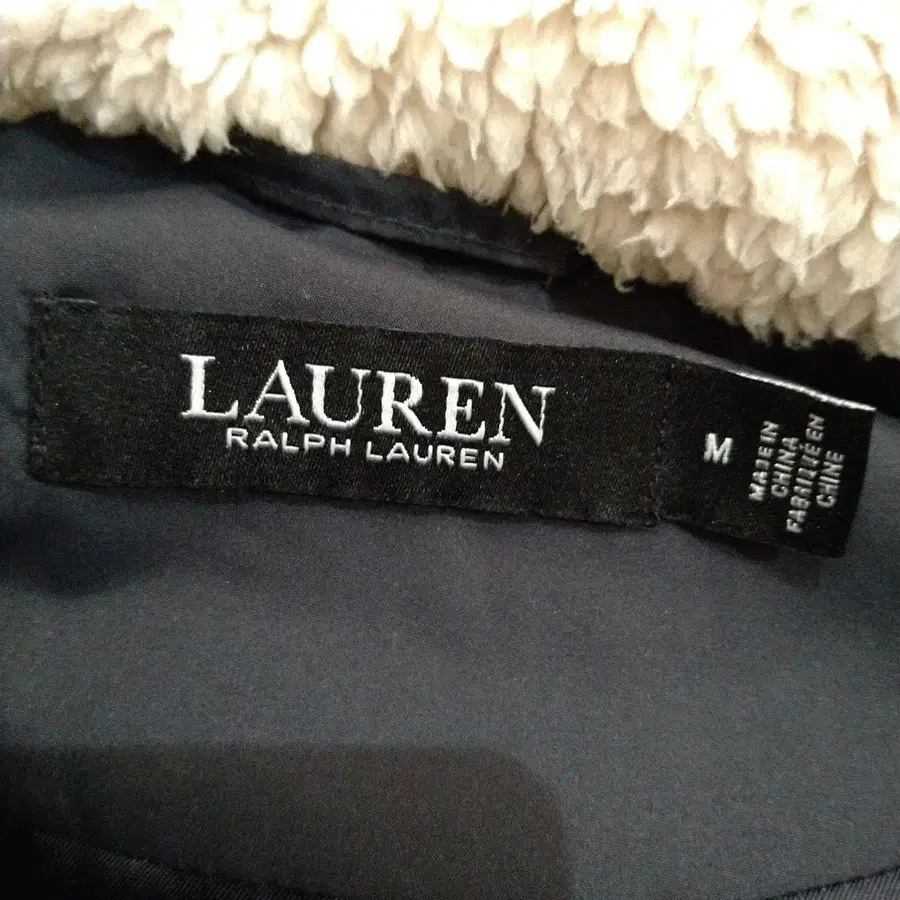 LAUREN
RALPH LAUREN
M
MADE IN
CHINA
FABRIQUÉ EN
CHINE